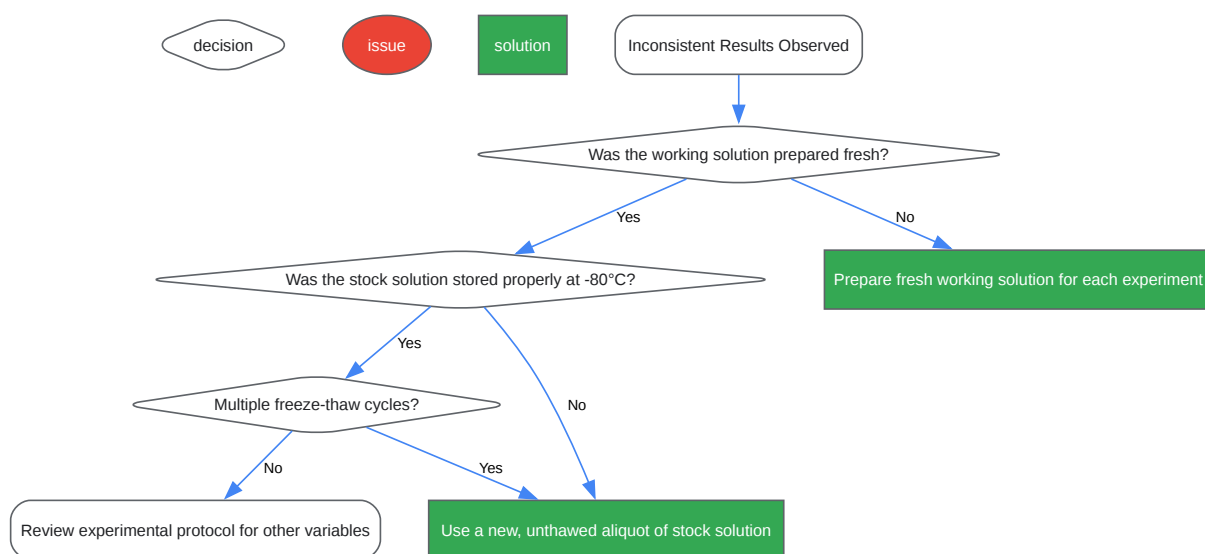 decision
issue
solution
Inconsistent Results Observed
Was the working solution prepared fresh?
Yes
No
Was the stock solution stored properly at -80°C?
Prepare fresh working solution for each experiment
Yes
No
Multiple freeze-thaw cycles?
No
Yes
Review experimental protocol for other variables
Use a new, unthawed aliquot of stock solution